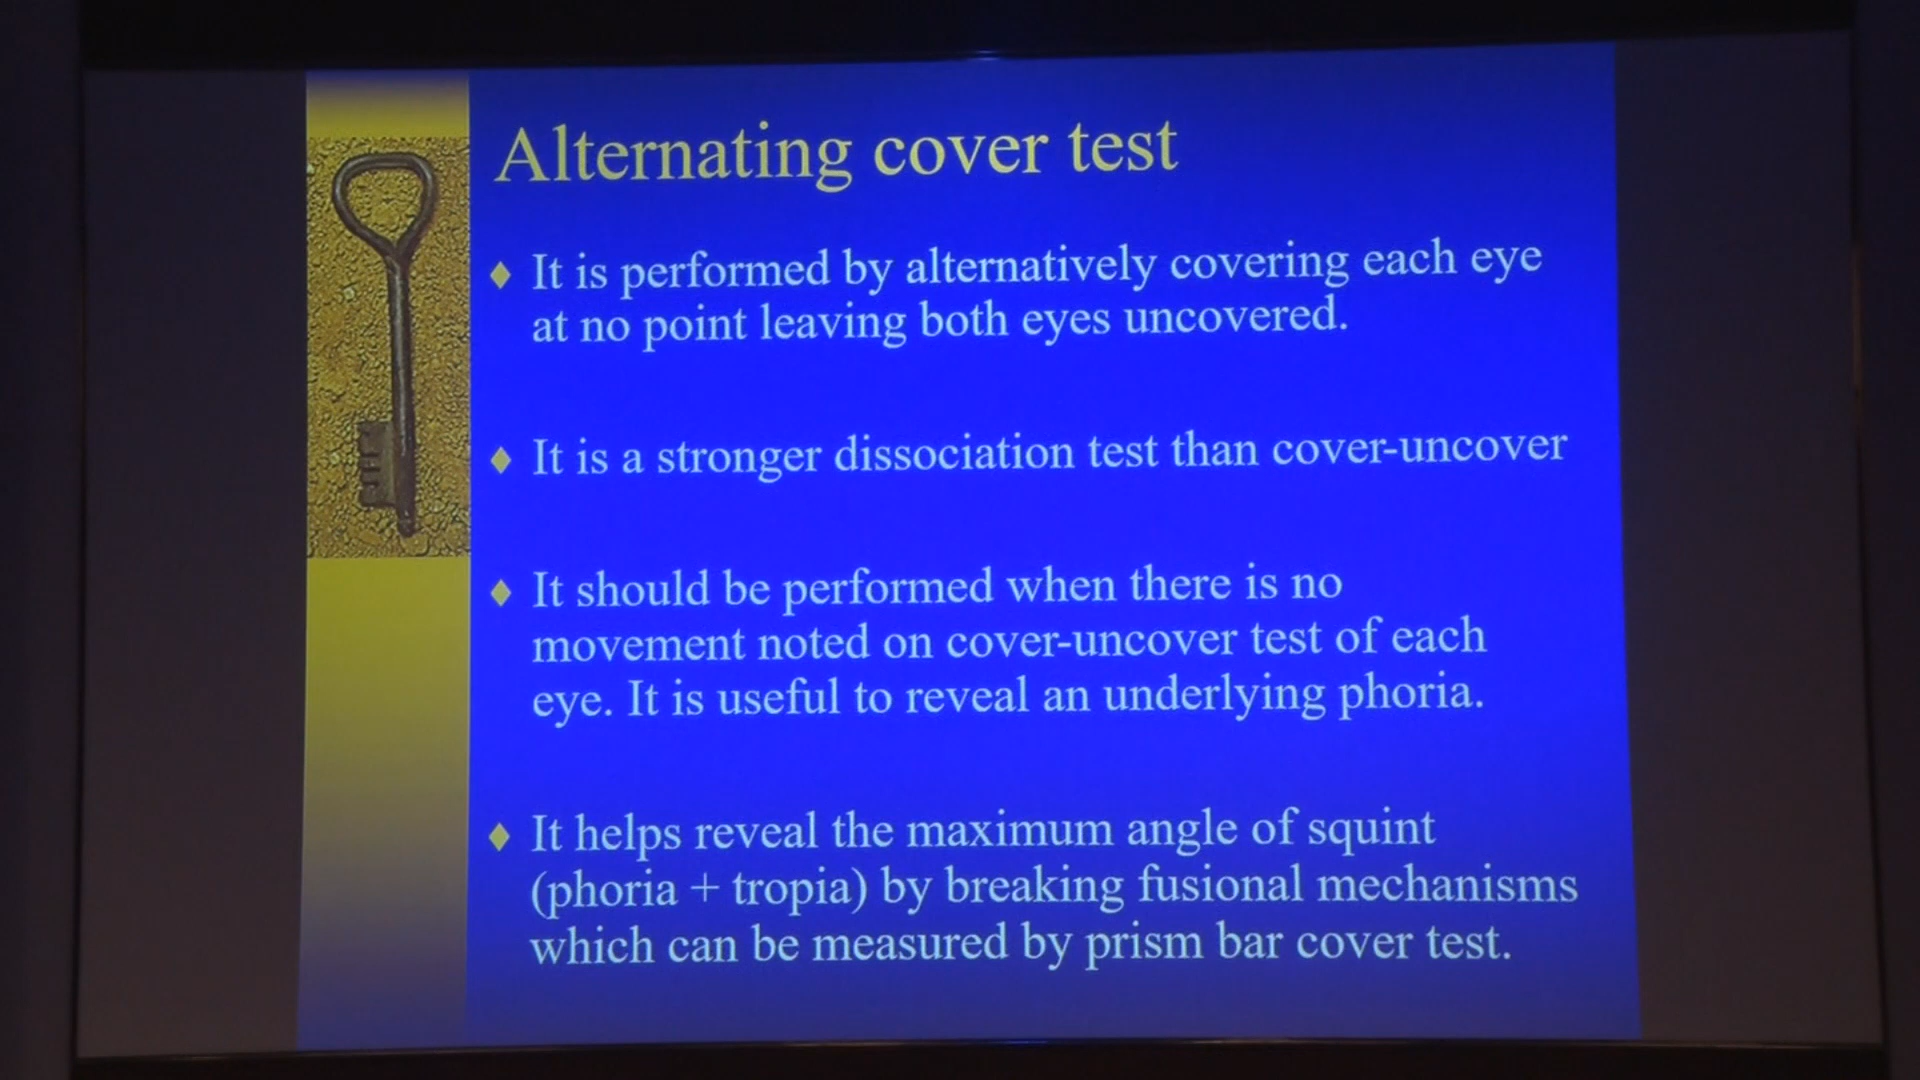 Alternating cover test
It is performed by alternatively covering each eye
at no point leaving both eyes uncovered.
It is a stronger dissociation test than cover-uncover
It should be performed when there is no
movement noted on cover-uncover test of each
eye. It is useful to reveal an underlying phoria.
It helps reveal the maximum angle of squint
(phoria + tropia) by breaking fusional mechanisms
which can be measured by prism bar cover test.